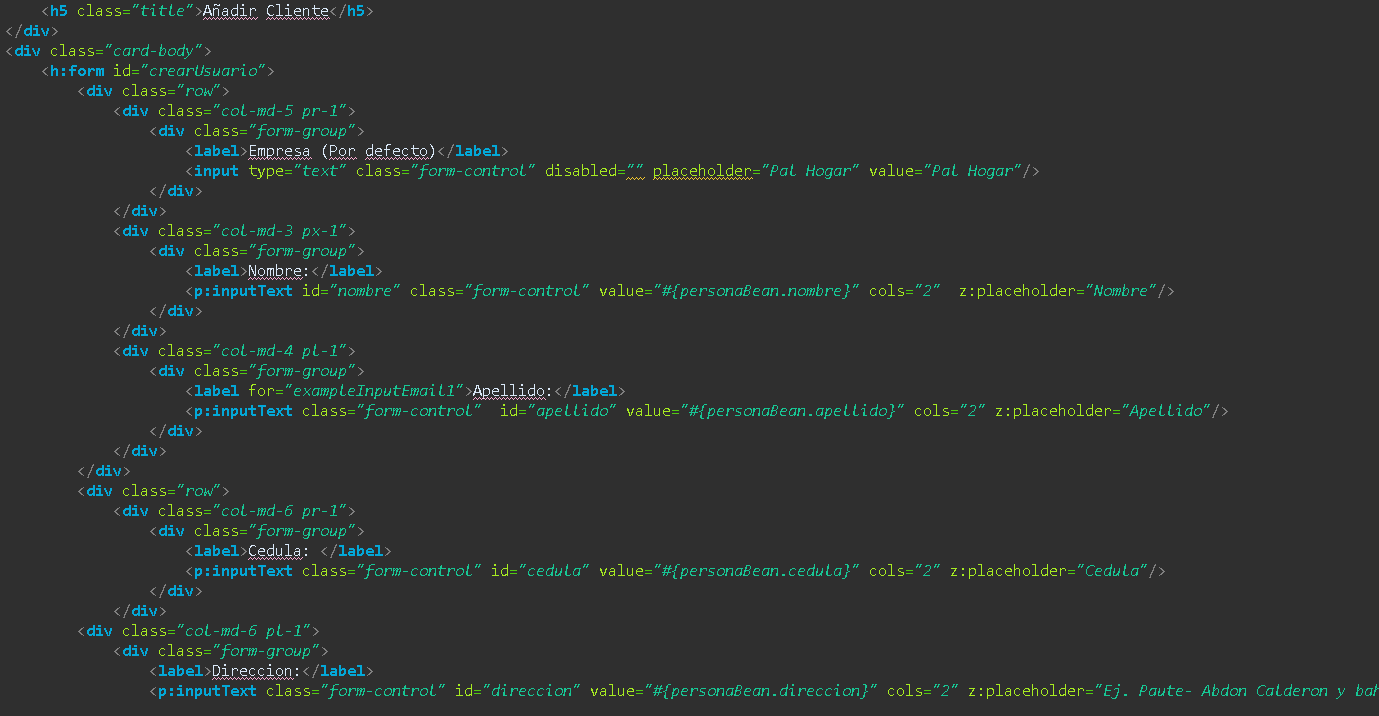 <h5 class="title">Añadir Cliente</h5>
</div>
<div class="card-body">
<h:form id="crearUsuario">
<div class="row">
<div class="col-md-5 pr-1">
<div class="form-group">
<label>Empresa (Por defecto)</label>
<input type="text" class="form-control" disabled="" placeholder="Pal Hogar" value="Pal Hogar"/>
</div>
</div>
<div class="col-md-3 px-1">
<div class="form-group">
<label>Nombre:</label>
<p:inputText id="nombre" class="form-control" value="#{personaBean.nombre}" cols="2"  z:placeholder="Nombre"/>
</div>
</div>
<div class="col-md-4 pl-1">
<div class="form-group">
<label for="exampleInputEmail1">Apellido:</label>
<p:inputText class="form-control"  id="apellido" value="#{personaBean.apellido}" cols="2" z:placeholder="Apellido"/>
</div>
</div>
</div>
<div class="row">
<div class="col-md-6 pr-1">
<div class="form-group">
<label>Cedula: </label>
<p:inputText class="form-control" id="cedula" value="#{personaBean.cedula}" cols="2" z:placeholder="Cedula"/>
</div>
</div>
<div class="col-md-6 pl-1">
<div class="form-group">
<label>Direccion:</label>
<p:inputText class="form-control" id="direccion" value="#{personaBean.direccion}" cols="2" z:placeholder="Ej. Paute- Abdon Calderon y bah